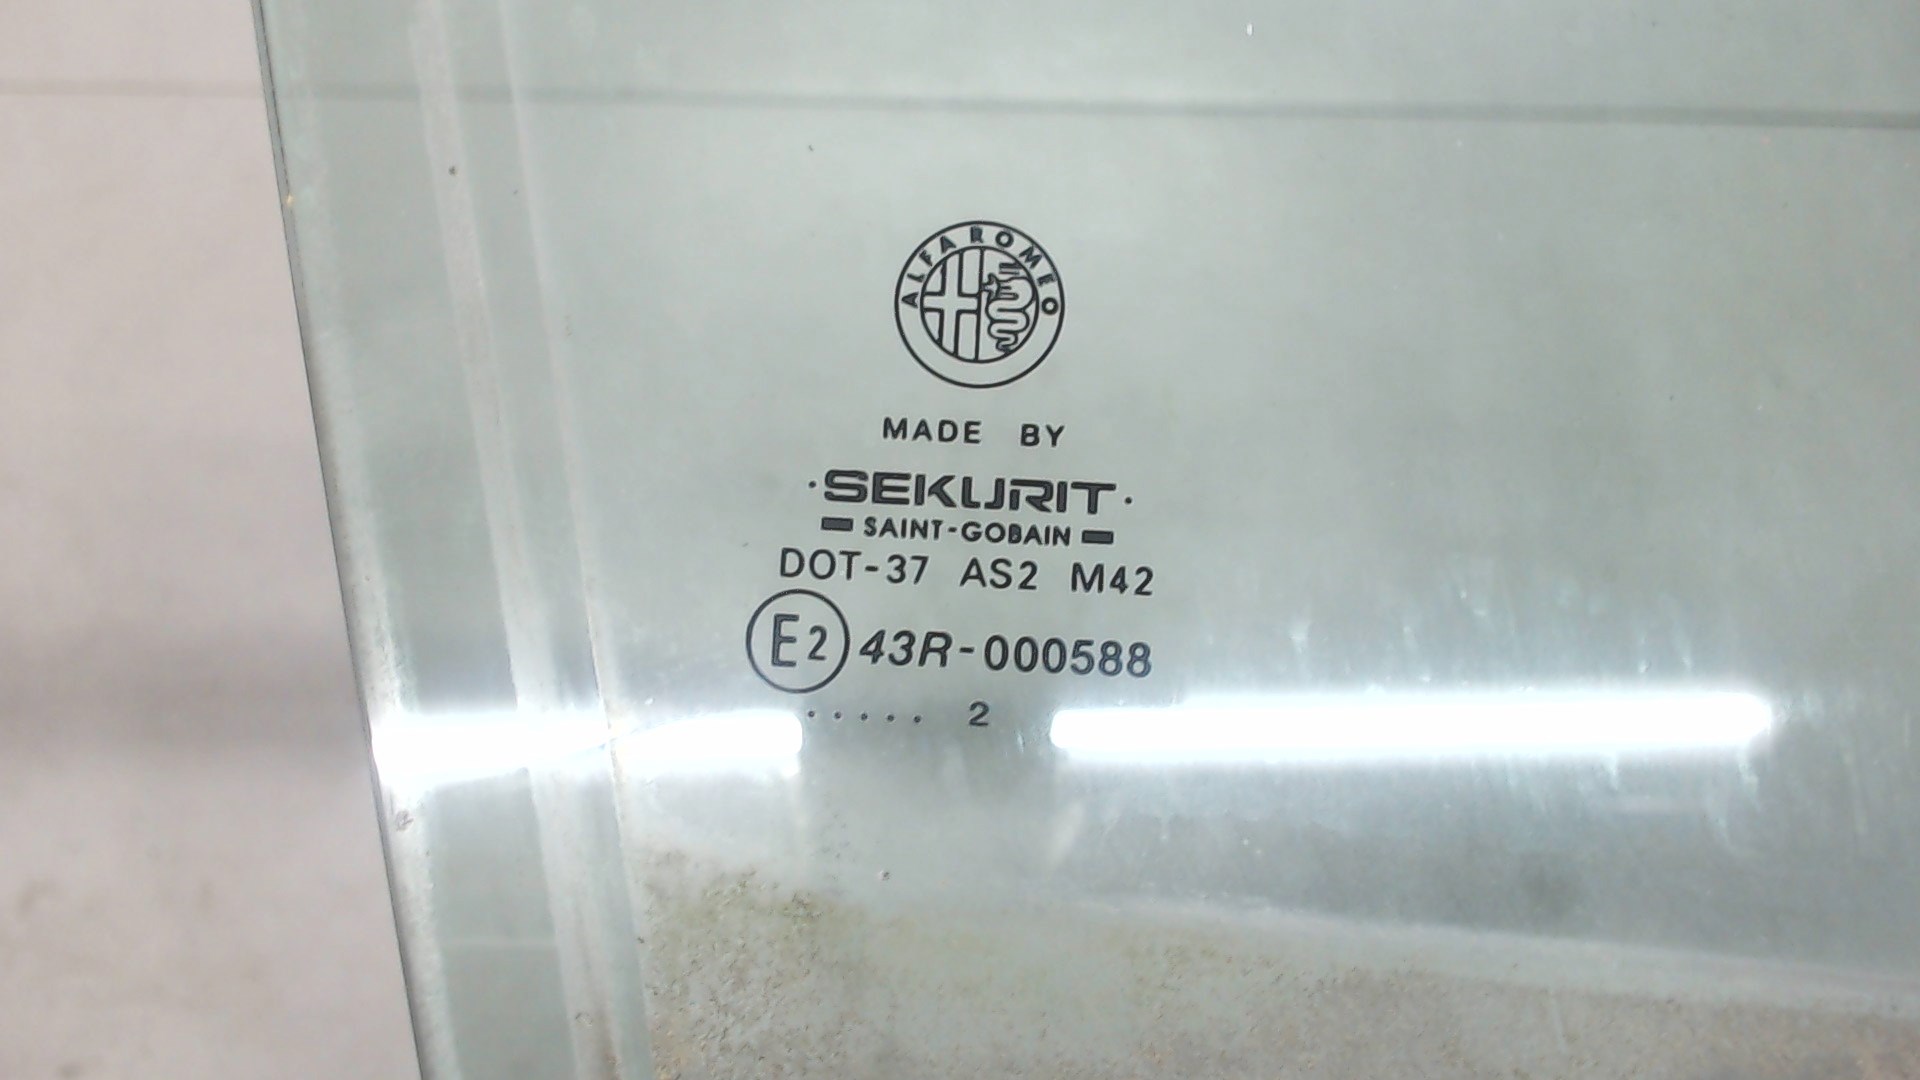 ALFA ROMEO
MADE BY
·SEKURIT·
SAINT-GOBAIN
DOT-37 AS2 M42
E2 43R-000588
..... 2